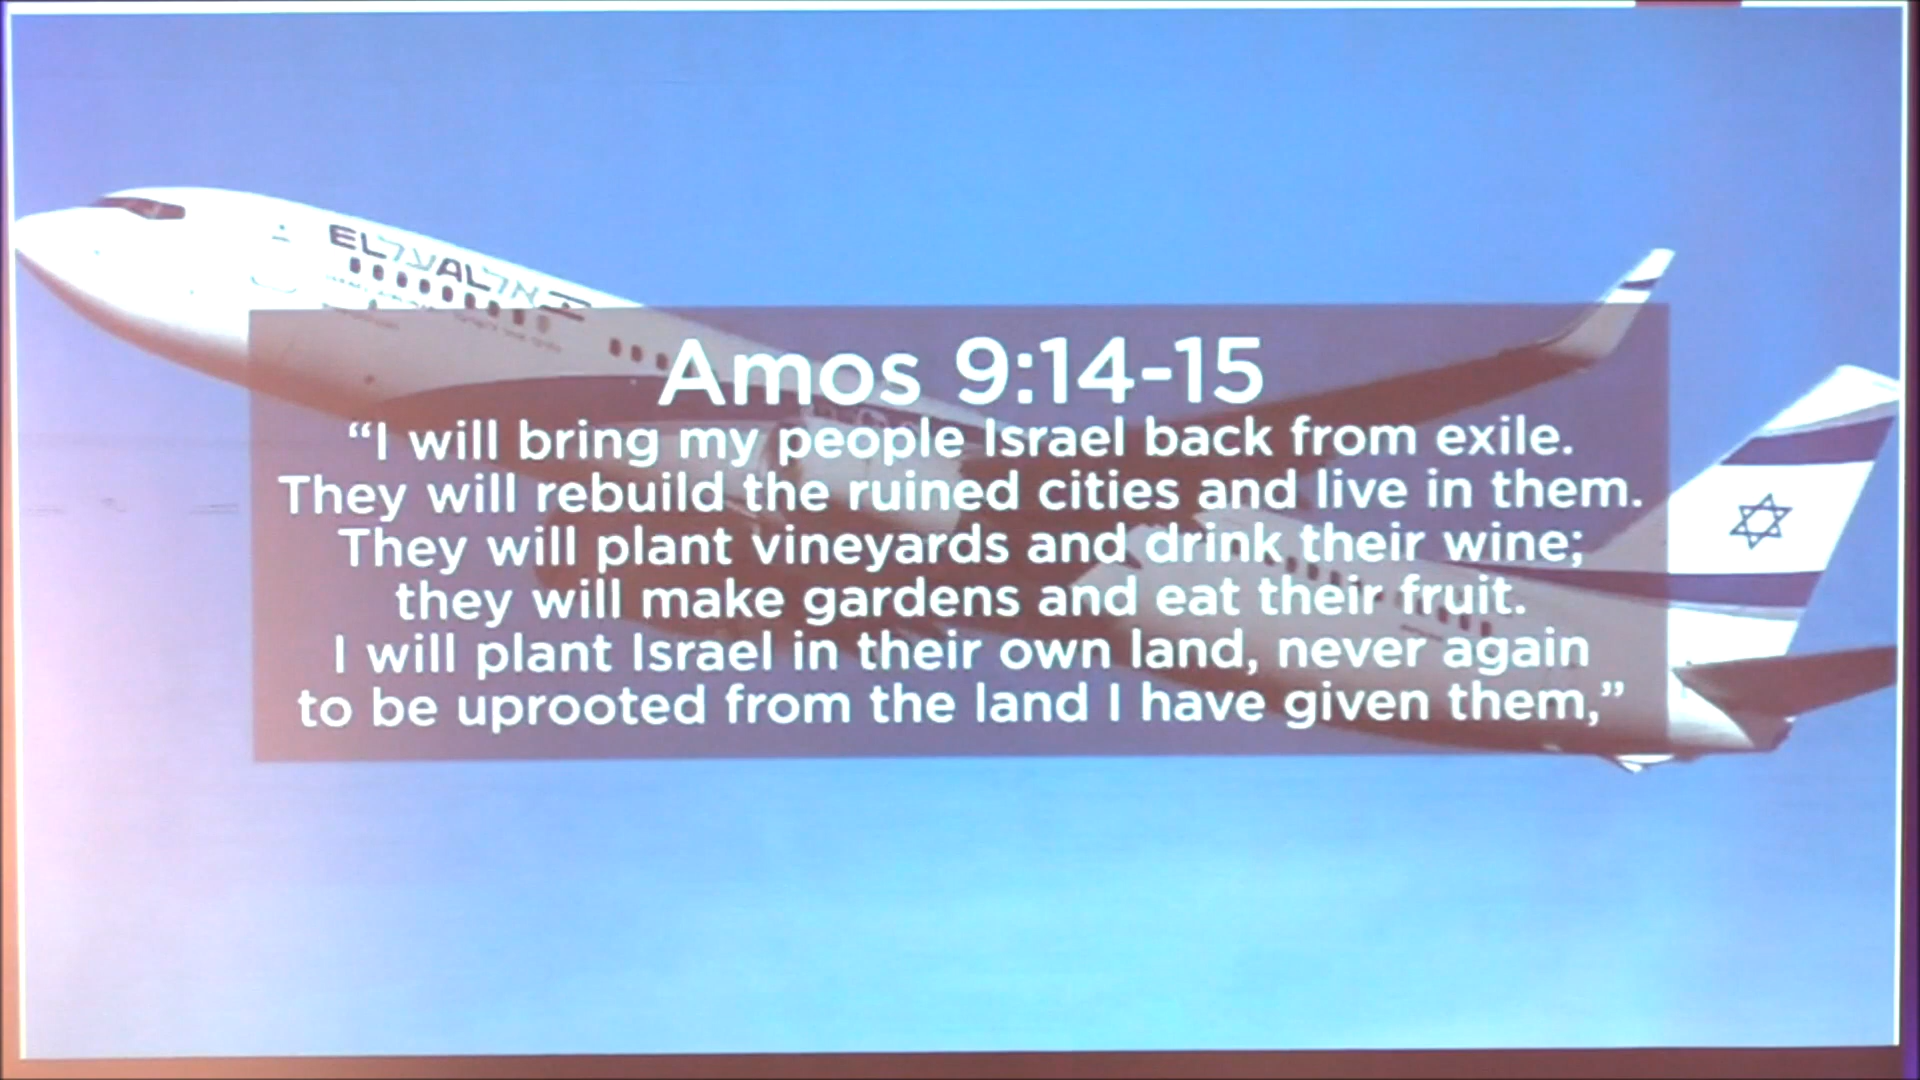 ELעלALאל
Amos 9:14-15
“I will bring my people Israel back from exile.
They will rebuild the ruined cities and live in them.
They will plant vineyards and drink their wine;
they will make gardens and eat their fruit.
I will plant Israel in their own land, never again
to be uprooted from the land I have given them,”